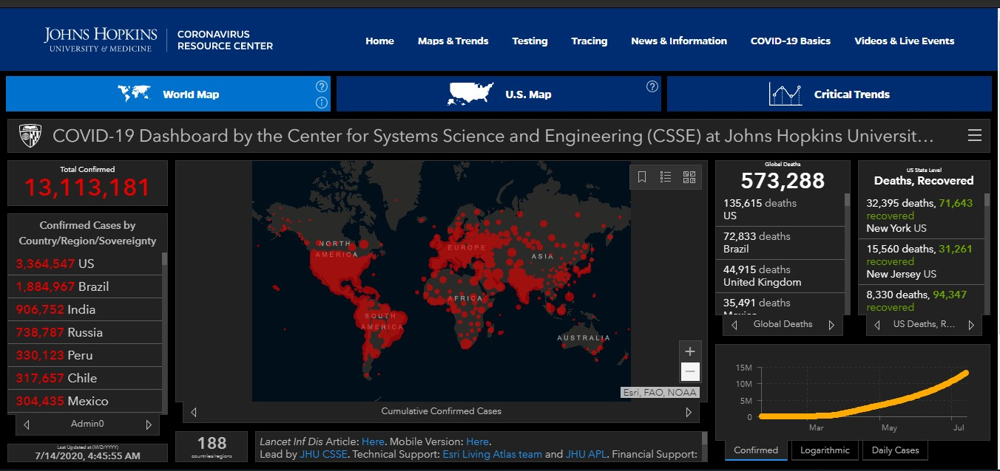 JOHNS HOPKINS
UNIVERSITY & MEDICINE
CORONAVIRUS
RESOURCE CENTER
Home
Maps & Trends
Testing
Tracing
News & Information
COVID-19 Basics
Videos & Live Events
World Map
?
i
U.S. Map
?
Critical Trends
COVID-19 Dashboard by the Center for Systems Science and Engineering (CSSE) at Johns Hopkins Universit...
Total Confirmed
13,113,181
Confirmed Cases by
Country/Region/Sovereignty
3,364,547 US
1,884,967 Brazil
906,752 India
738,787 Russia
330,123 Peru
317,657 Chile
304,435 Mexico
Admin0
Last Updated at (M/D/YYYY)
7/14/2020, 4:45:55 AM
NORTH
AMERICA
EUROPE
ASIA
AFRICA
SOUTH
AMERICA
AUSTRALIA
+
−
Esri, FAO, NOAA
Cumulative Confirmed Cases
188
countries/regions
Lancet Inf Dis Article: Here. Mobile Version: Here.
Lead by JHU CSSE. Technical Support: Esri Living Atlas team and JHU APL. Financial Support:
Global Deaths
573,288
135,615 deaths
US
72,833 deaths
Brazil
44,915 deaths
United Kingdom
35,491 deaths
Mexico
Global Deaths
US State Level
Deaths, Recovered
32,395 deaths, 71,643
recovered
New York US
15,560 deaths, 31,261
recovered
New Jersey US
8,330 deaths, 94,347
recovered
US Deaths, R...
15M
10M
5M
0
Mar
May
Jul
Confirmed
Logarithmic
Daily Cases